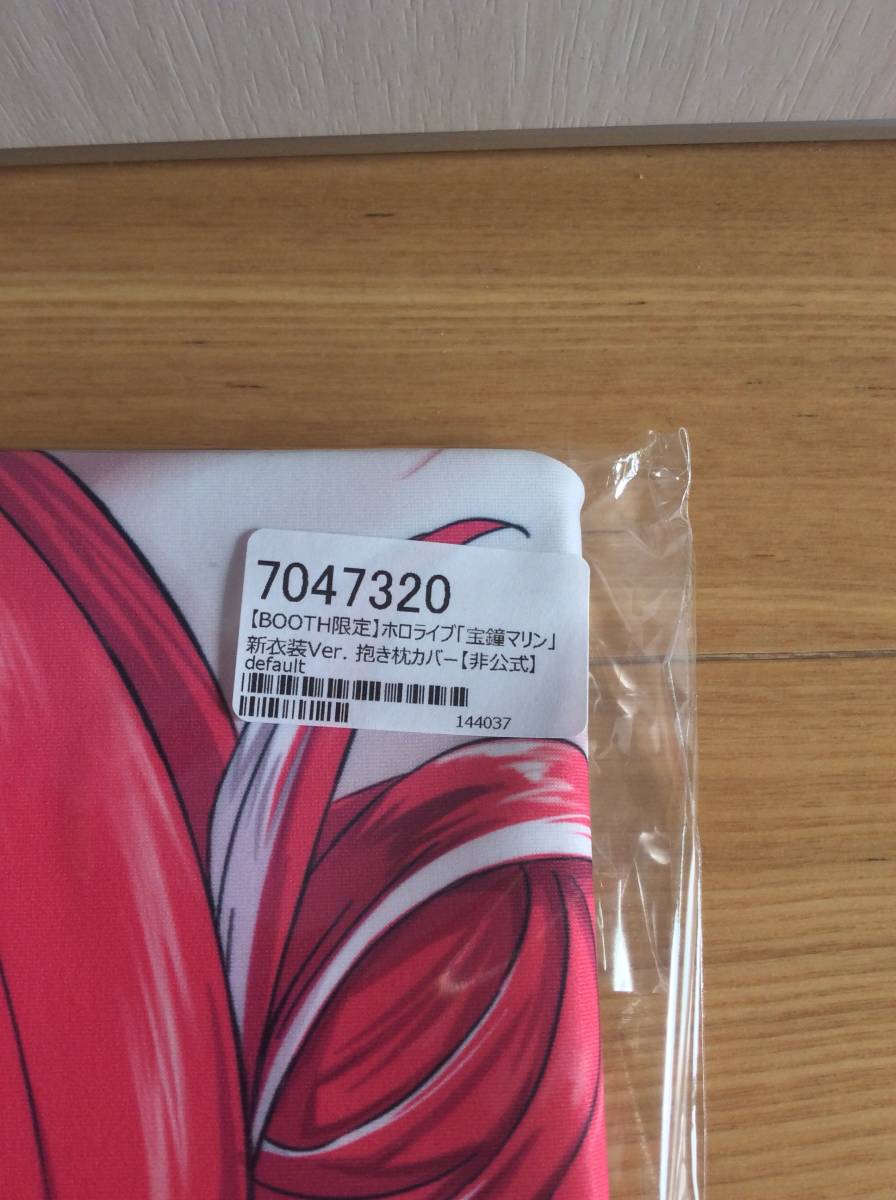 7047320
【BOOTH限定】ホロライブ「宝鐘マリン」
新衣装Ver. 抱き枕カバー【非公式】
default
144037